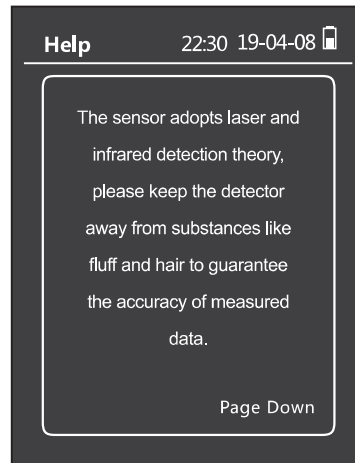 Help 22:30 19-04-08
The sensor adopts laser and
infrared detection theory,
please keep the detector
away from substances like
fluff and hair to guarantee
the accuracy of measured
data.
Page Down